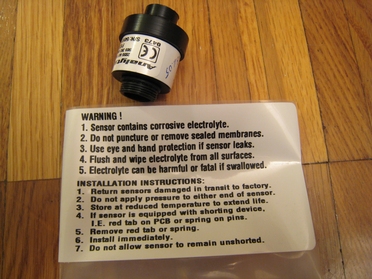 0473
WARNING !
1. Sensor contains corrosive electrolyte.
2. Do not puncture or remove sealed membranes.
3. Use eye and hand protection if sensor leaks.
4. Flush and wipe electrolyte from all surfaces.
5. Electrolyte can be harmful or fatal if swallowed.
INSTALLATION INSTRUCTIONS:
1. Return sensors damaged in transit to factory.
2. Do not apply pressure to either end of sensor.
3. Store at reduced temperature to extend life.
4. If sensor is equipped with shorting device,
I.E. red tab on PCB or spring on pins.
5. Remove red tab or spring.
6. Install immediately.
7. Do not allow sensor to remain unshorted.